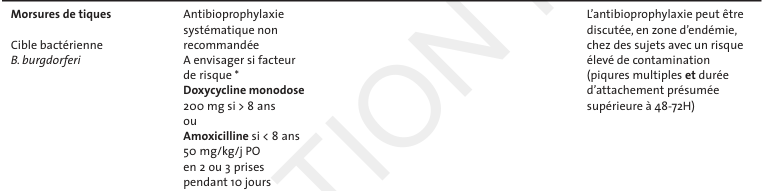 Morsures de tiques
Cible bactérienne
B. burgdorferi
Antibioprophylaxie
systématique non
recommandée
A envisager si facteur
de risque *
Doxycycline monodose
200 mg si > 8 ans
ou
Amoxicilline si < 8 ans
50 mg/kg/j PO
en 2 ou 3 prises
pendant 10 jours
L’antibioprophylaxie peut être
discutée, en zone d’endémie,
chez des sujets avec un risque
élevé de contamination
(piqures multiples et durée
d’attachement présumée
supérieure à 48-72H)
TION